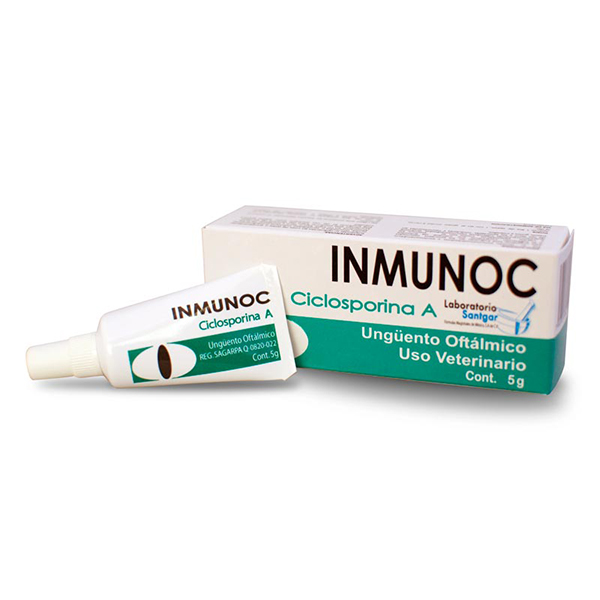 INMUNOC
Ciclosporina A
Laboratorio
Santgar
Ungüento Oftálmico
Uso Veterinario
Cont. 5g
INMUNOC
Ciclosporina A
Ungüento Oftálmico
REG. SAGARPA Q-0820-022
Cont. 5g